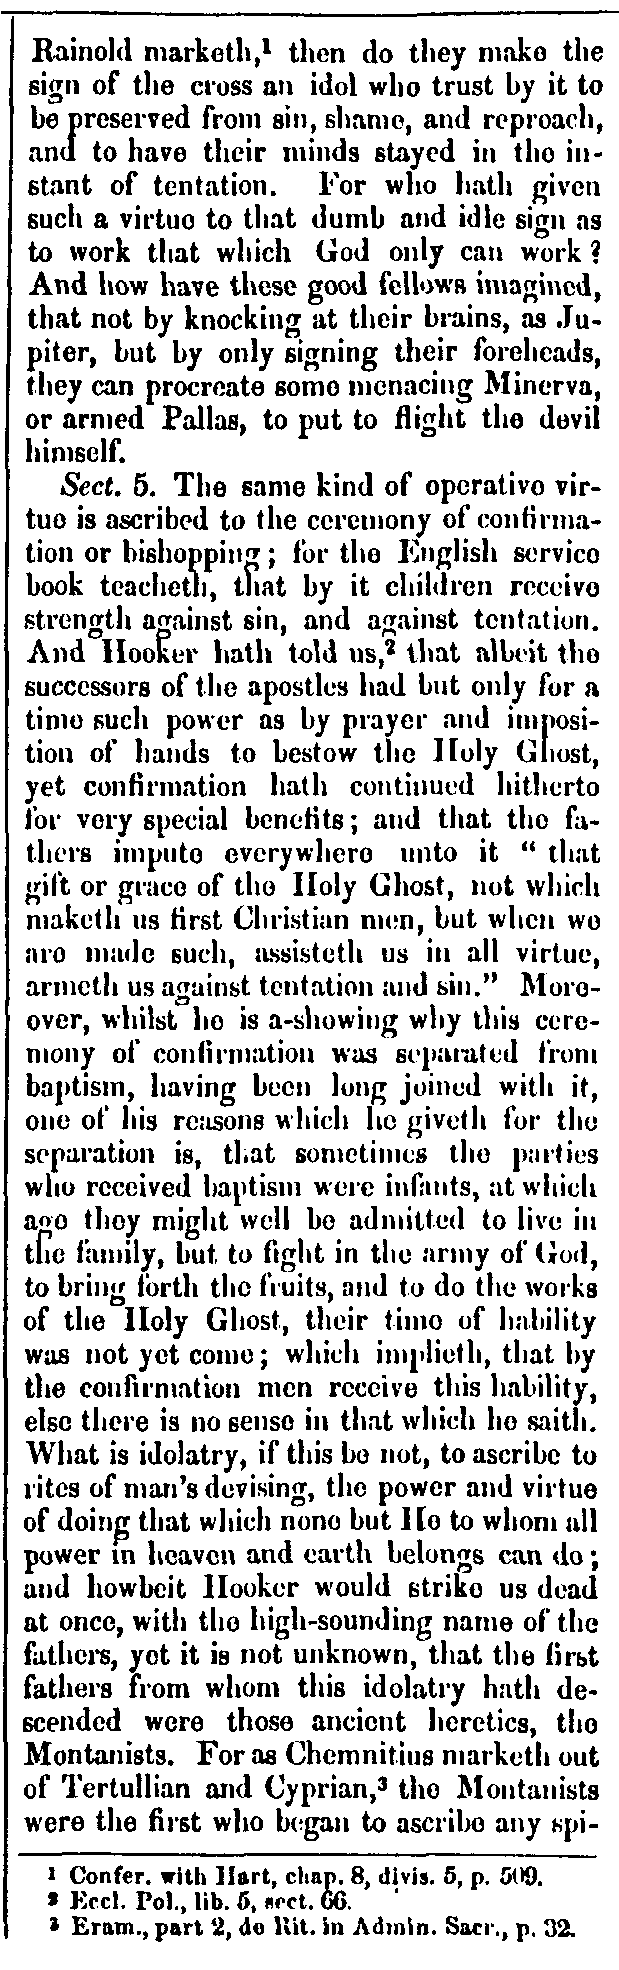 Rainold marketh,¹ then do they make the
sign of the cross an idol who trust by it to
be preserved from sin, shame, and reproach,
and to have their minds stayed in the in-
stant of tentation. For who hath given
such a virtue to that dumb and idle sign as
to work that which God only can work?
And how have these good fellows imagined,
that not by knocking at their brains, as Ju-
piter, but by only signing their foreheads,
they can procreate some menacing Minerva,
or armed Pallas, to put to flight the devil
himself.
Sect. 5. The same kind of operative vir-
tue is ascribed to the ceremony of confirma-
tion or bishopping; for the English service
book teacheth, that by it children receive
strength against sin, and against tentation.
And Hooker hath told us,² that albeit the
successors of the apostles had but only for a
time such power as by prayer and imposi-
tion of hands to bestow the Holy Ghost,
yet confirmation hath continued hitherto
for very special benefits; and that the fa-
thers impute everywhere unto it "that
gift or grace of the Holy Ghost, not which
maketh us first Christian men, but when we
are made such, assisteth us in all virtue,
armeth us against tentation and sin." More-
over, whilst he is a-showing why this cere-
mony of confirmation was separated from
baptism, having been long joined with it,
one of his reasons which he giveth for the
separation is, that sometimes the parties
who received baptism were infants, at which
age they might well be admitted to live in
the family, but to fight in the army of God,
to bring forth the fruits, and to do the works
of the Holy Ghost, their time of hability
was not yet come; which implieth, that by
the confirmation men receive this hability,
else there is no sense in that which he saith.
What is idolatry, if this be not, to ascribe to
rites of man's devising, the power and virtue
of doing that which none but He to whom all
power in heaven and earth belongs can do;
and howbeit Hooker would strike us dead
at once, with the high-sounding name of the
fathers, yet it is not unknown, that the first
fathers from whom this idolatry hath de-
scended were those ancient heretics, the
Montanists. For as Chemnitius marketh out
of Tertullian and Cyprian,³ the Montanists
were the first who began to ascribe any spi-
¹ Confer. with Hart, chap. 8, divis. 5, p. 509.
² Eccl. Pol., lib. 5, sect. 66.
³ Eram., part 2, de Rit. in Admin. Sacr., p. 32.